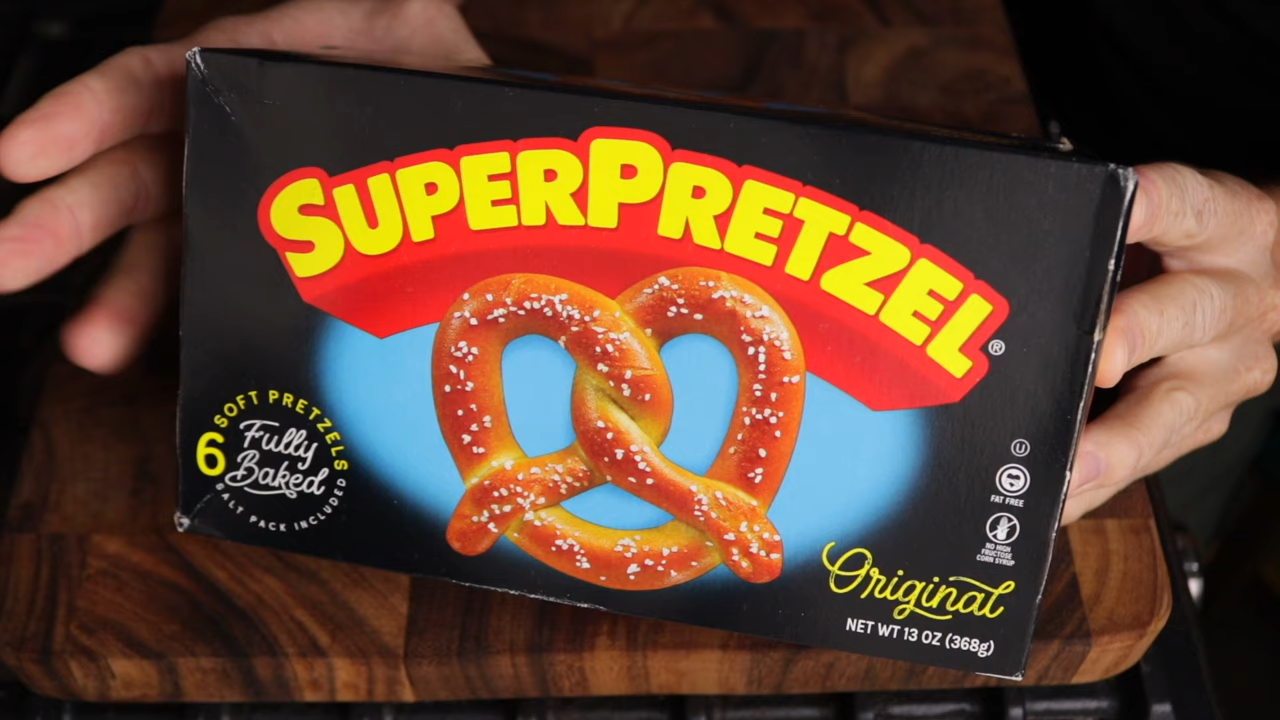 SUPERPRETZEL®
6 SOFT PRETZELS
Fully
Baked
SALT PACK INCLUDED
U
FAT FREE
NO HIGH
FRUCTOSE
CORN SYRUP
Original
NET WT 13 OZ (368g)